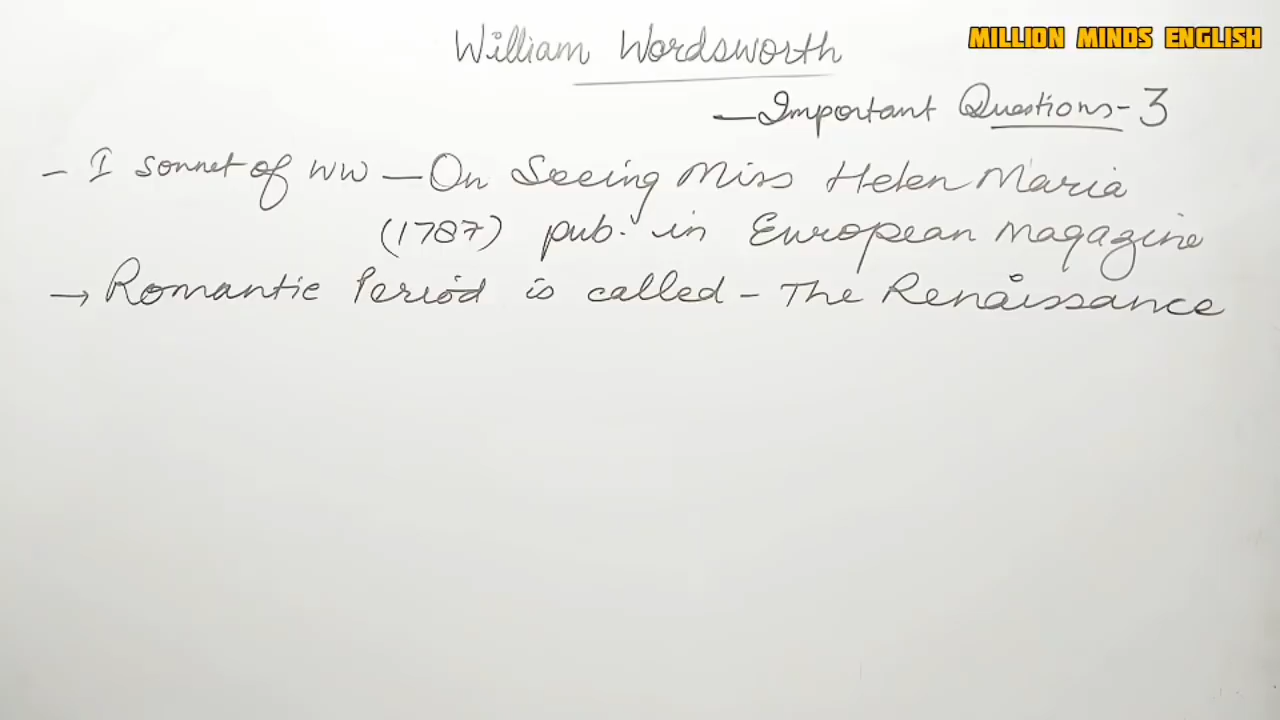 William Wordsworth
MILLION MINDS ENGLISH
— Important Questions - 3
- I sonnet of WW — On Seeing Miss Helen Maria
(1787) pub. in European Magazine
→ Romantic Period is called - The Renaissance